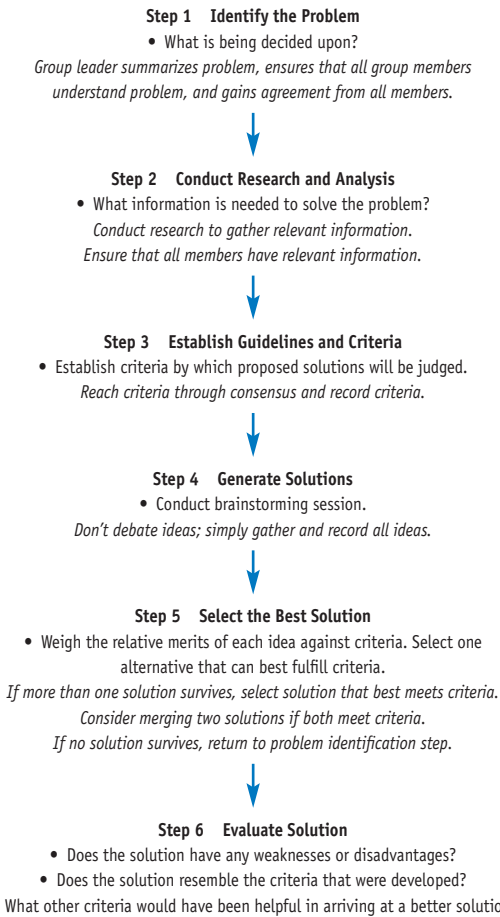 Step 1 Identify the Problem
• What is being decided upon?
Group leader summarizes problem, ensures that all group members
understand problem, and gains agreement from all members.
Step 2 Conduct Research and Analysis
• What information is needed to solve the problem?
Conduct research to gather relevant information.
Ensure that all members have relevant information.
Step 3 Establish Guidelines and Criteria
• Establish criteria by which proposed solutions will be judged.
Reach criteria through consensus and record criteria.
Step 4 Generate Solutions
• Conduct brainstorming session.
Don't debate ideas; simply gather and record all ideas.
Step 5 Select the Best Solution
• Weigh the relative merits of each idea against criteria. Select one
alternative that can best fulfill criteria.
If more than one solution survives, select solution that best meets criteria.
Consider merging two solutions if both meet criteria.
If no solution survives, return to problem identification step.
Step 6 Evaluate Solution
• Does the solution have any weaknesses or disadvantages?
• Does the solution resemble the criteria that were developed?
What other criteria would have been helpful in arriving at a better